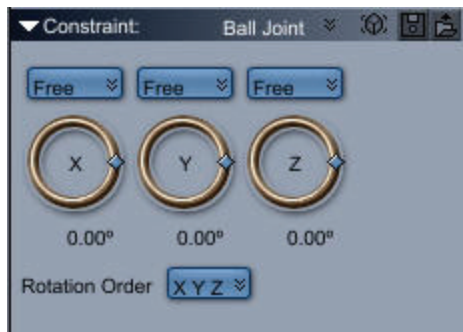 Constraint: Ball Joint
Free Free Free
X Y Z
0.00º 0.00º 0.00º
Rotation Order X Y Z